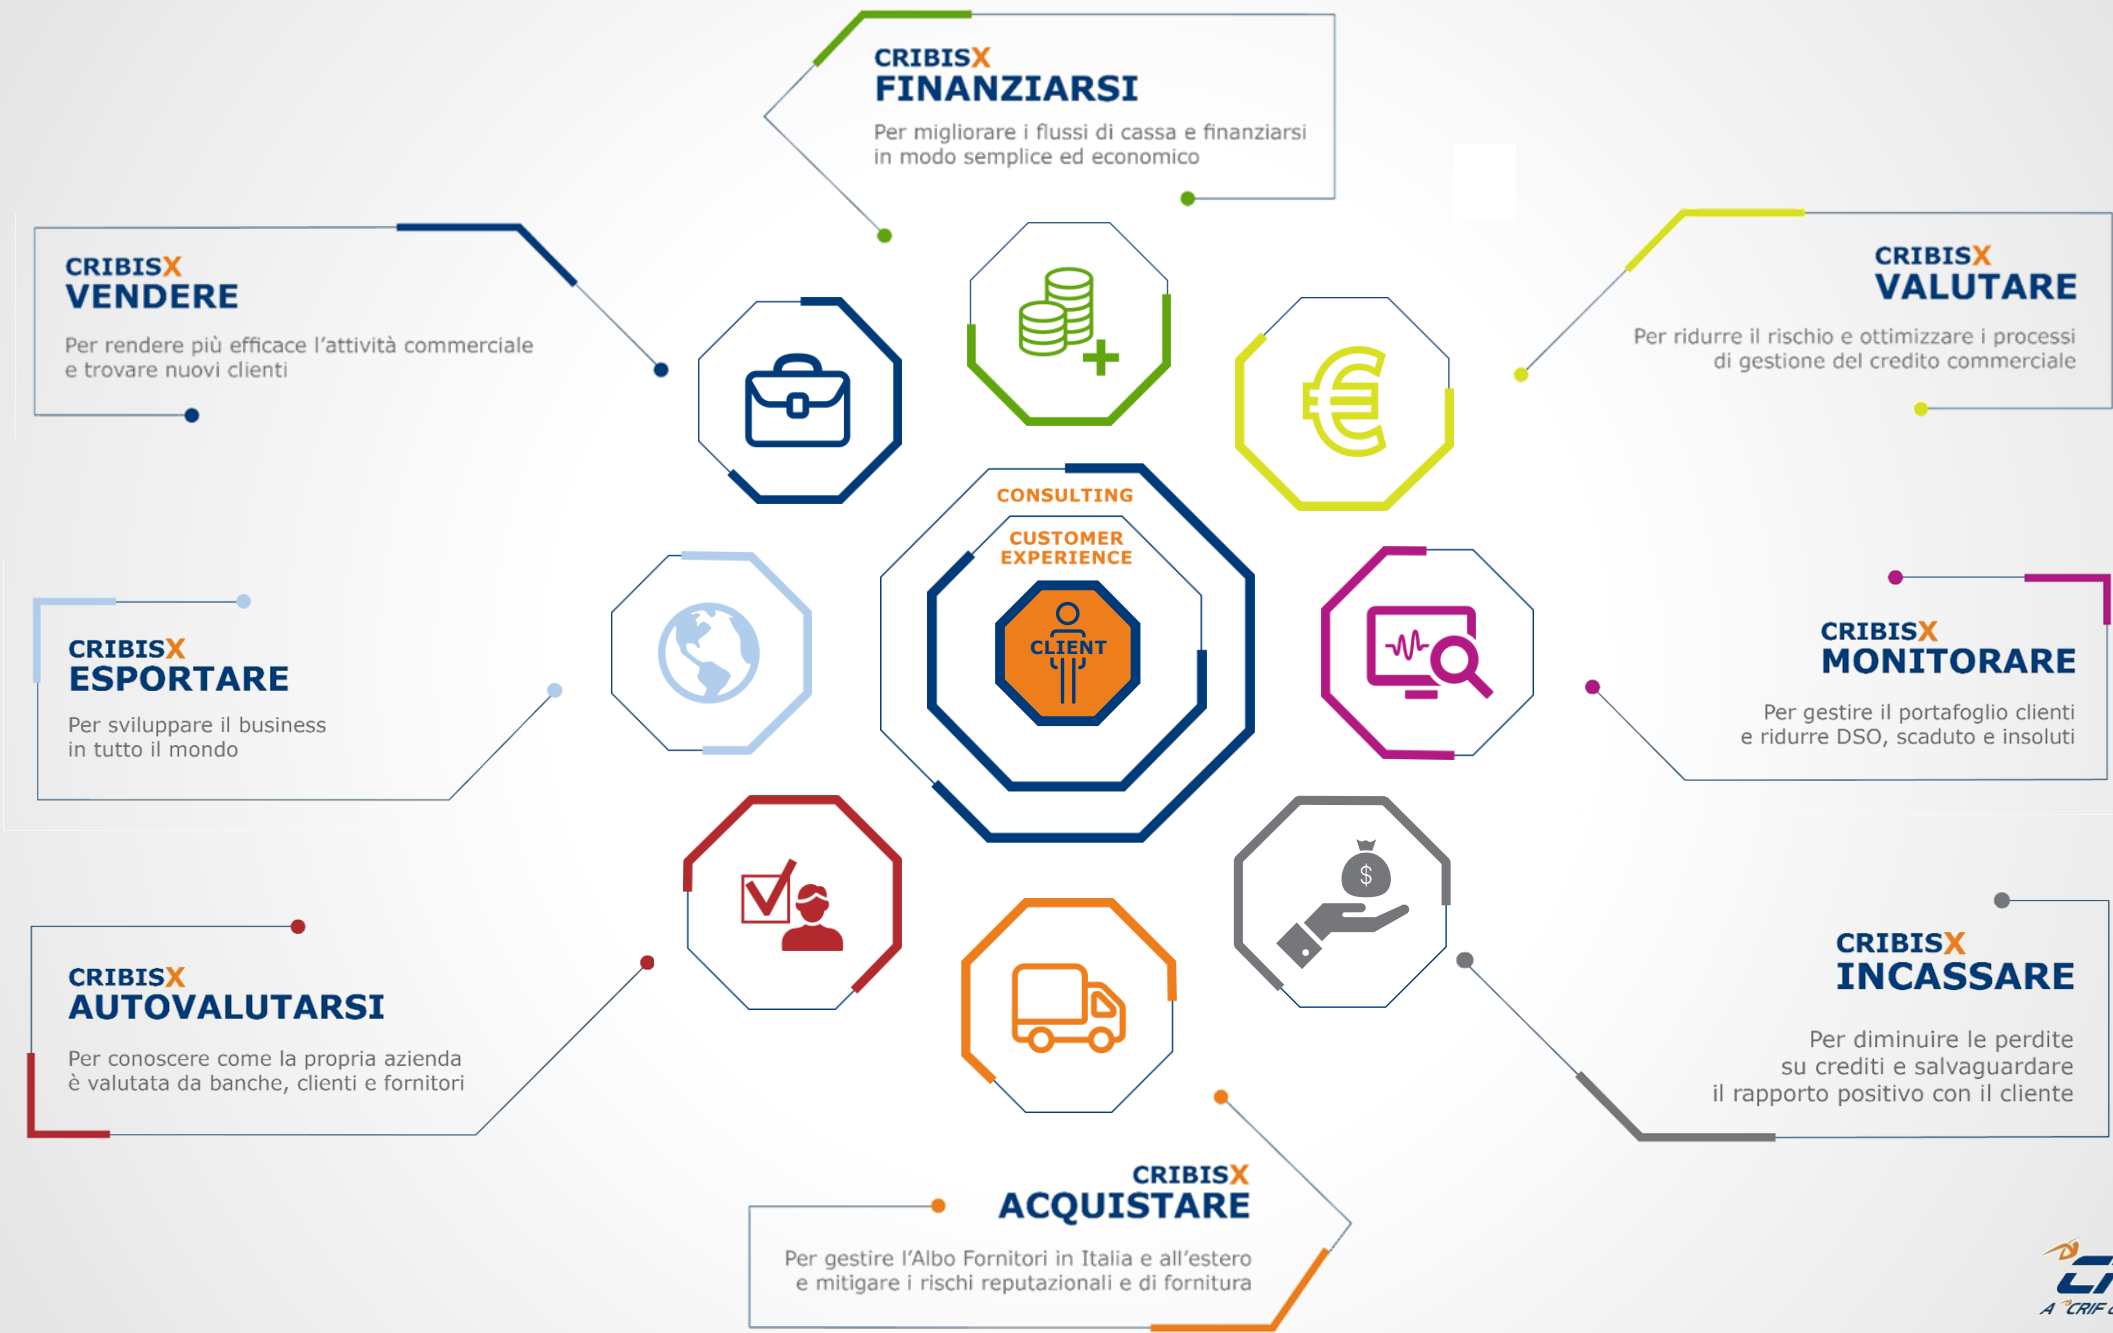 CRIBISX
FINANZIARSI
Per migliorare i flussi di cassa e finanziarsi
in modo semplice ed economico
CRIBISX
VENDERE
Per rendere più efficace l'attività commerciale
e trovare nuovi clienti
CRIBISX
VALUTARE
Per ridurre il rischio e ottimizzare i processi
di gestione del credito commerciale
CONSULTING
CUSTOMER
EXPERIENCE
CLIENT
CRIBISX
ESPORTARE
Per sviluppare il business
in tutto il mondo
CRIBISX
MONITORARE
Per gestire il portafoglio clienti
e ridurre DSO, scaduto e insoluti
$
CRIBISX
AUTOVALUTARSI
Per conoscere come la propria azienda
è valutata da banche, clienti e fornitori
CRIBISX
INCASSARE
Per diminuire le perdite
su crediti e salvaguardare
il rapporto positivo con il cliente
CRIBISX
ACQUISTARE
Per gestire l'Albo Fornitori in Italia e all'estero
e mitigare i rischi reputazionali e di fornitura
A CRIF